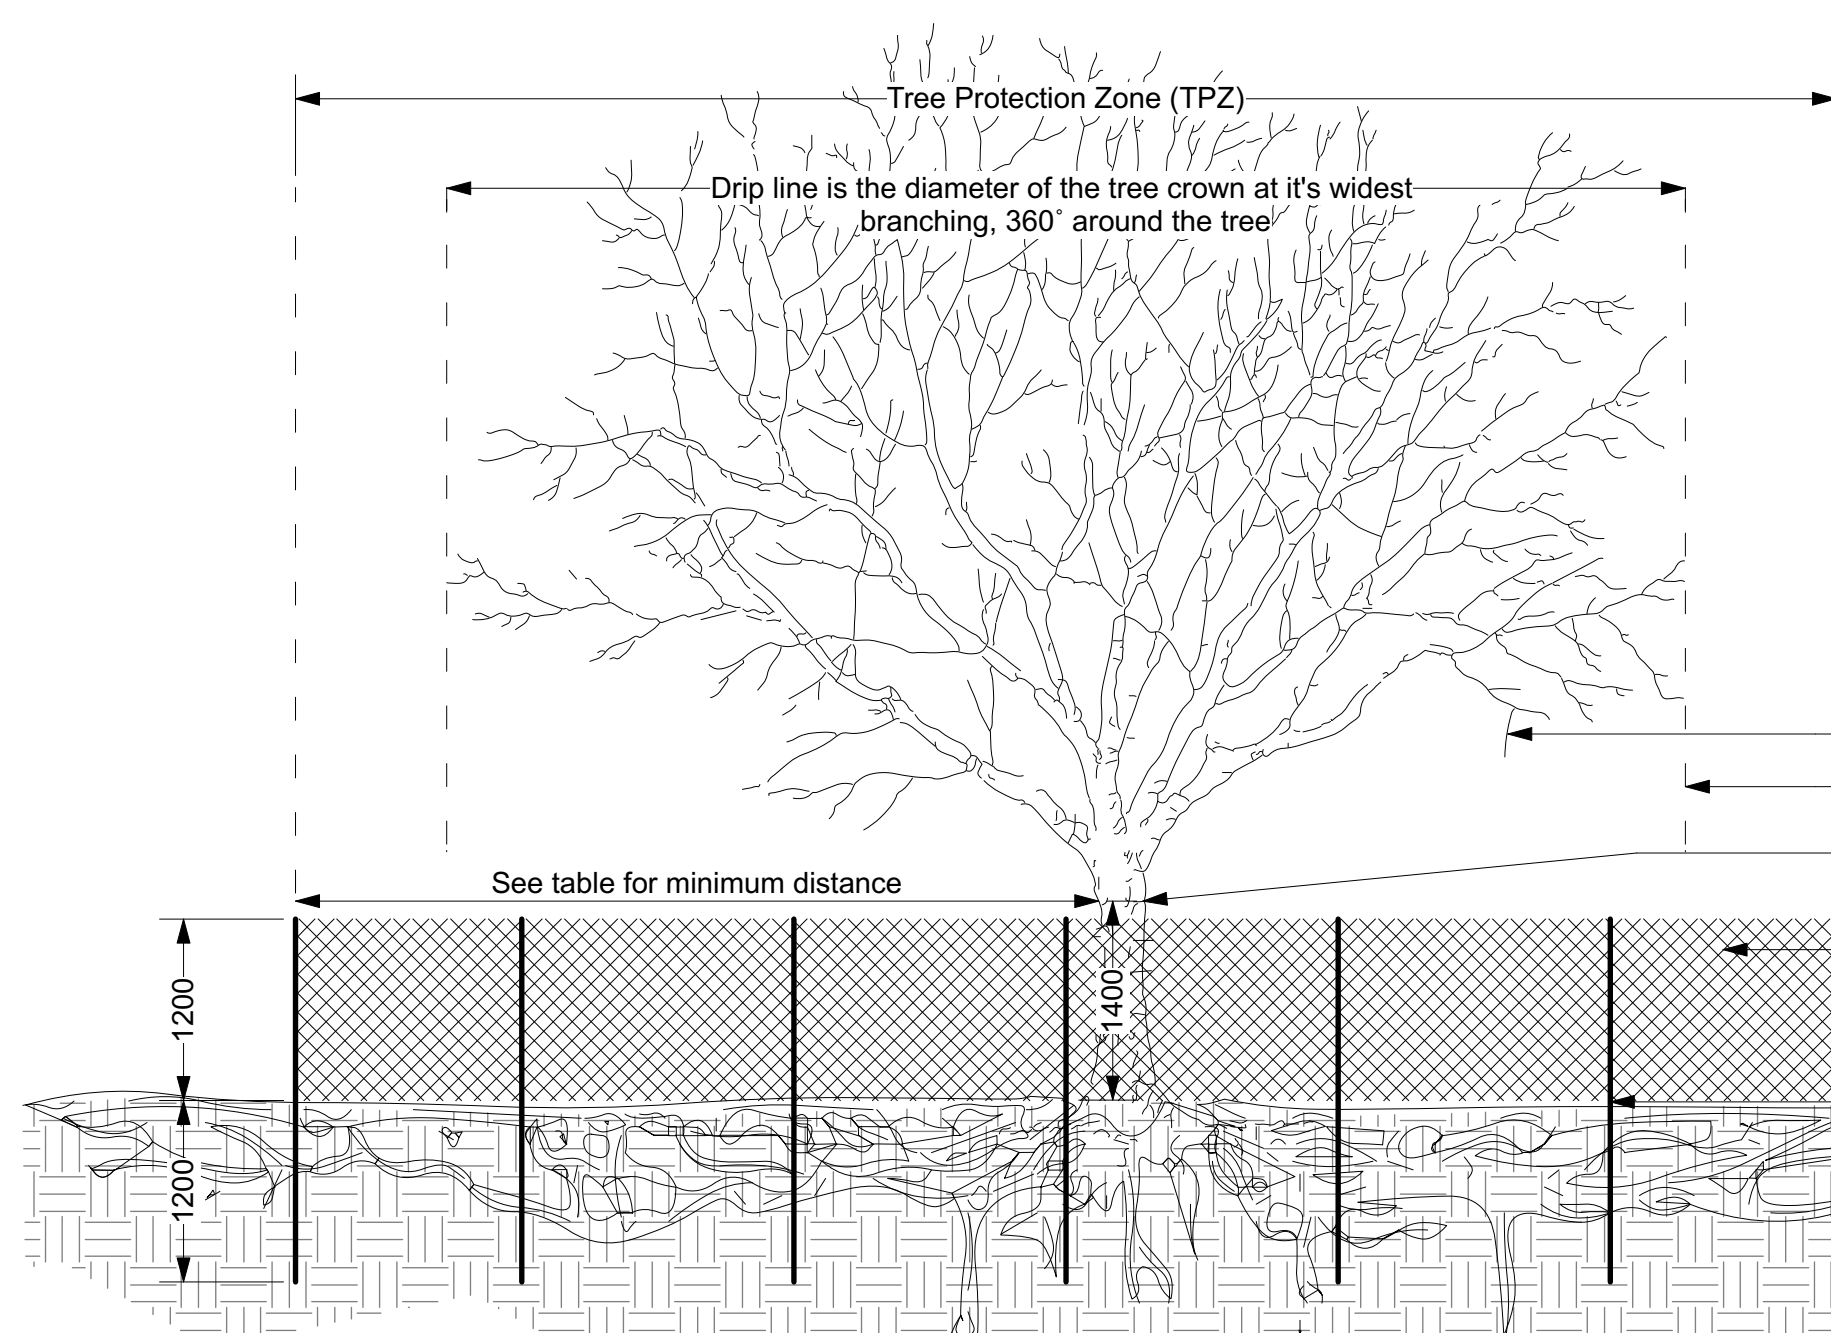 Tree Protection Zone (TPZ)
Drip line is the diameter of the tree crown at it's widest
branching, 360° around the tree
See table for minimum distance
1200
1400
1200